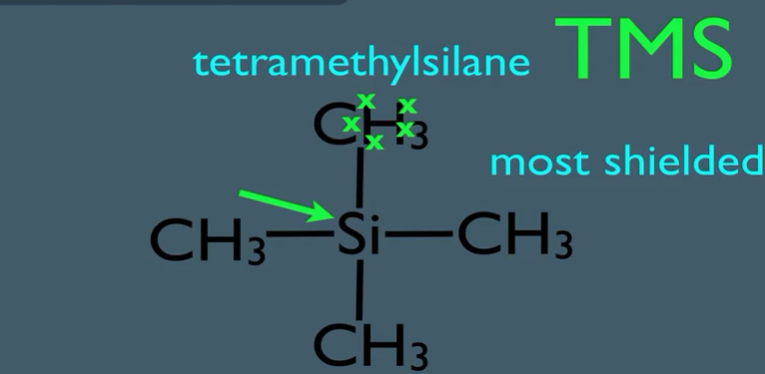 tetramethylsilane TMS
CH₃
most shielded
CH₃ Si CH₃
CH₃